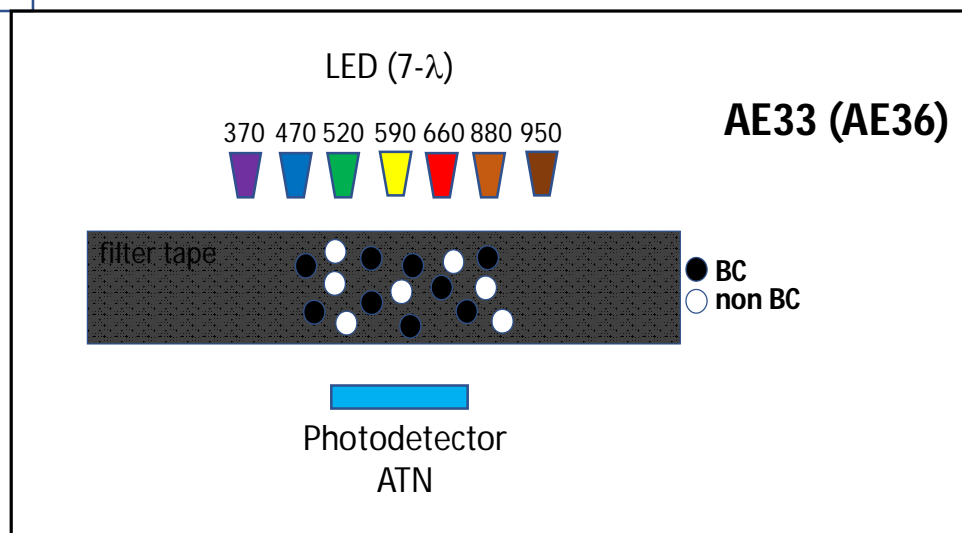 LED (7-λ)
AE33 (AE36)
370 470 520 590 660 880 950
filter tape
BC
non BC
Photodetector
ATN